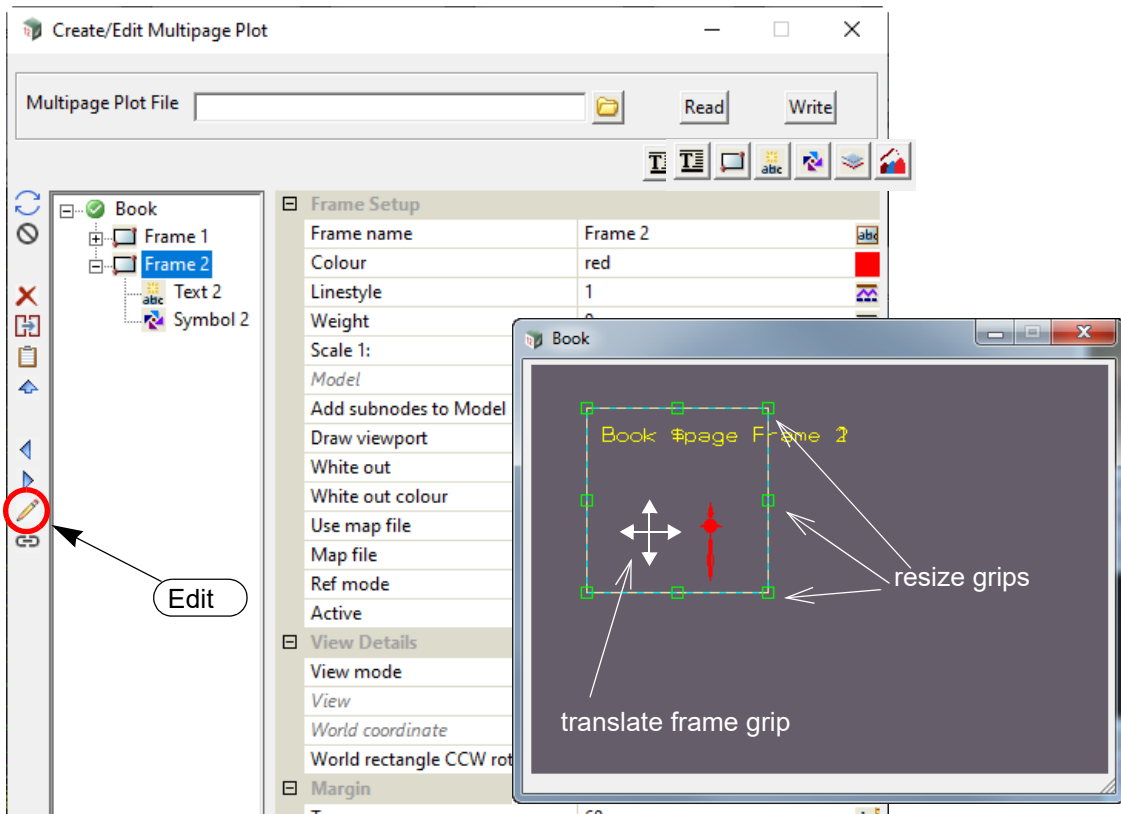 Create/Edit Multipage Plot
Multipage Plot File
Read
Write
Book
Frame 1
Frame 2
Text 2
Symbol 2
Frame Setup
Frame name Frame 2
Colour red
Linestyle 1
Weight
Scale 1:
Model
Add subnodes to Model
Draw viewport
White out
White out colour
Use map file
Map file
Ref mode
Active
View Details
View mode
View
World coordinate
World rectangle CCW rot
Margin
Edit
Book
Book $page Frame
resize grips
translate frame grip